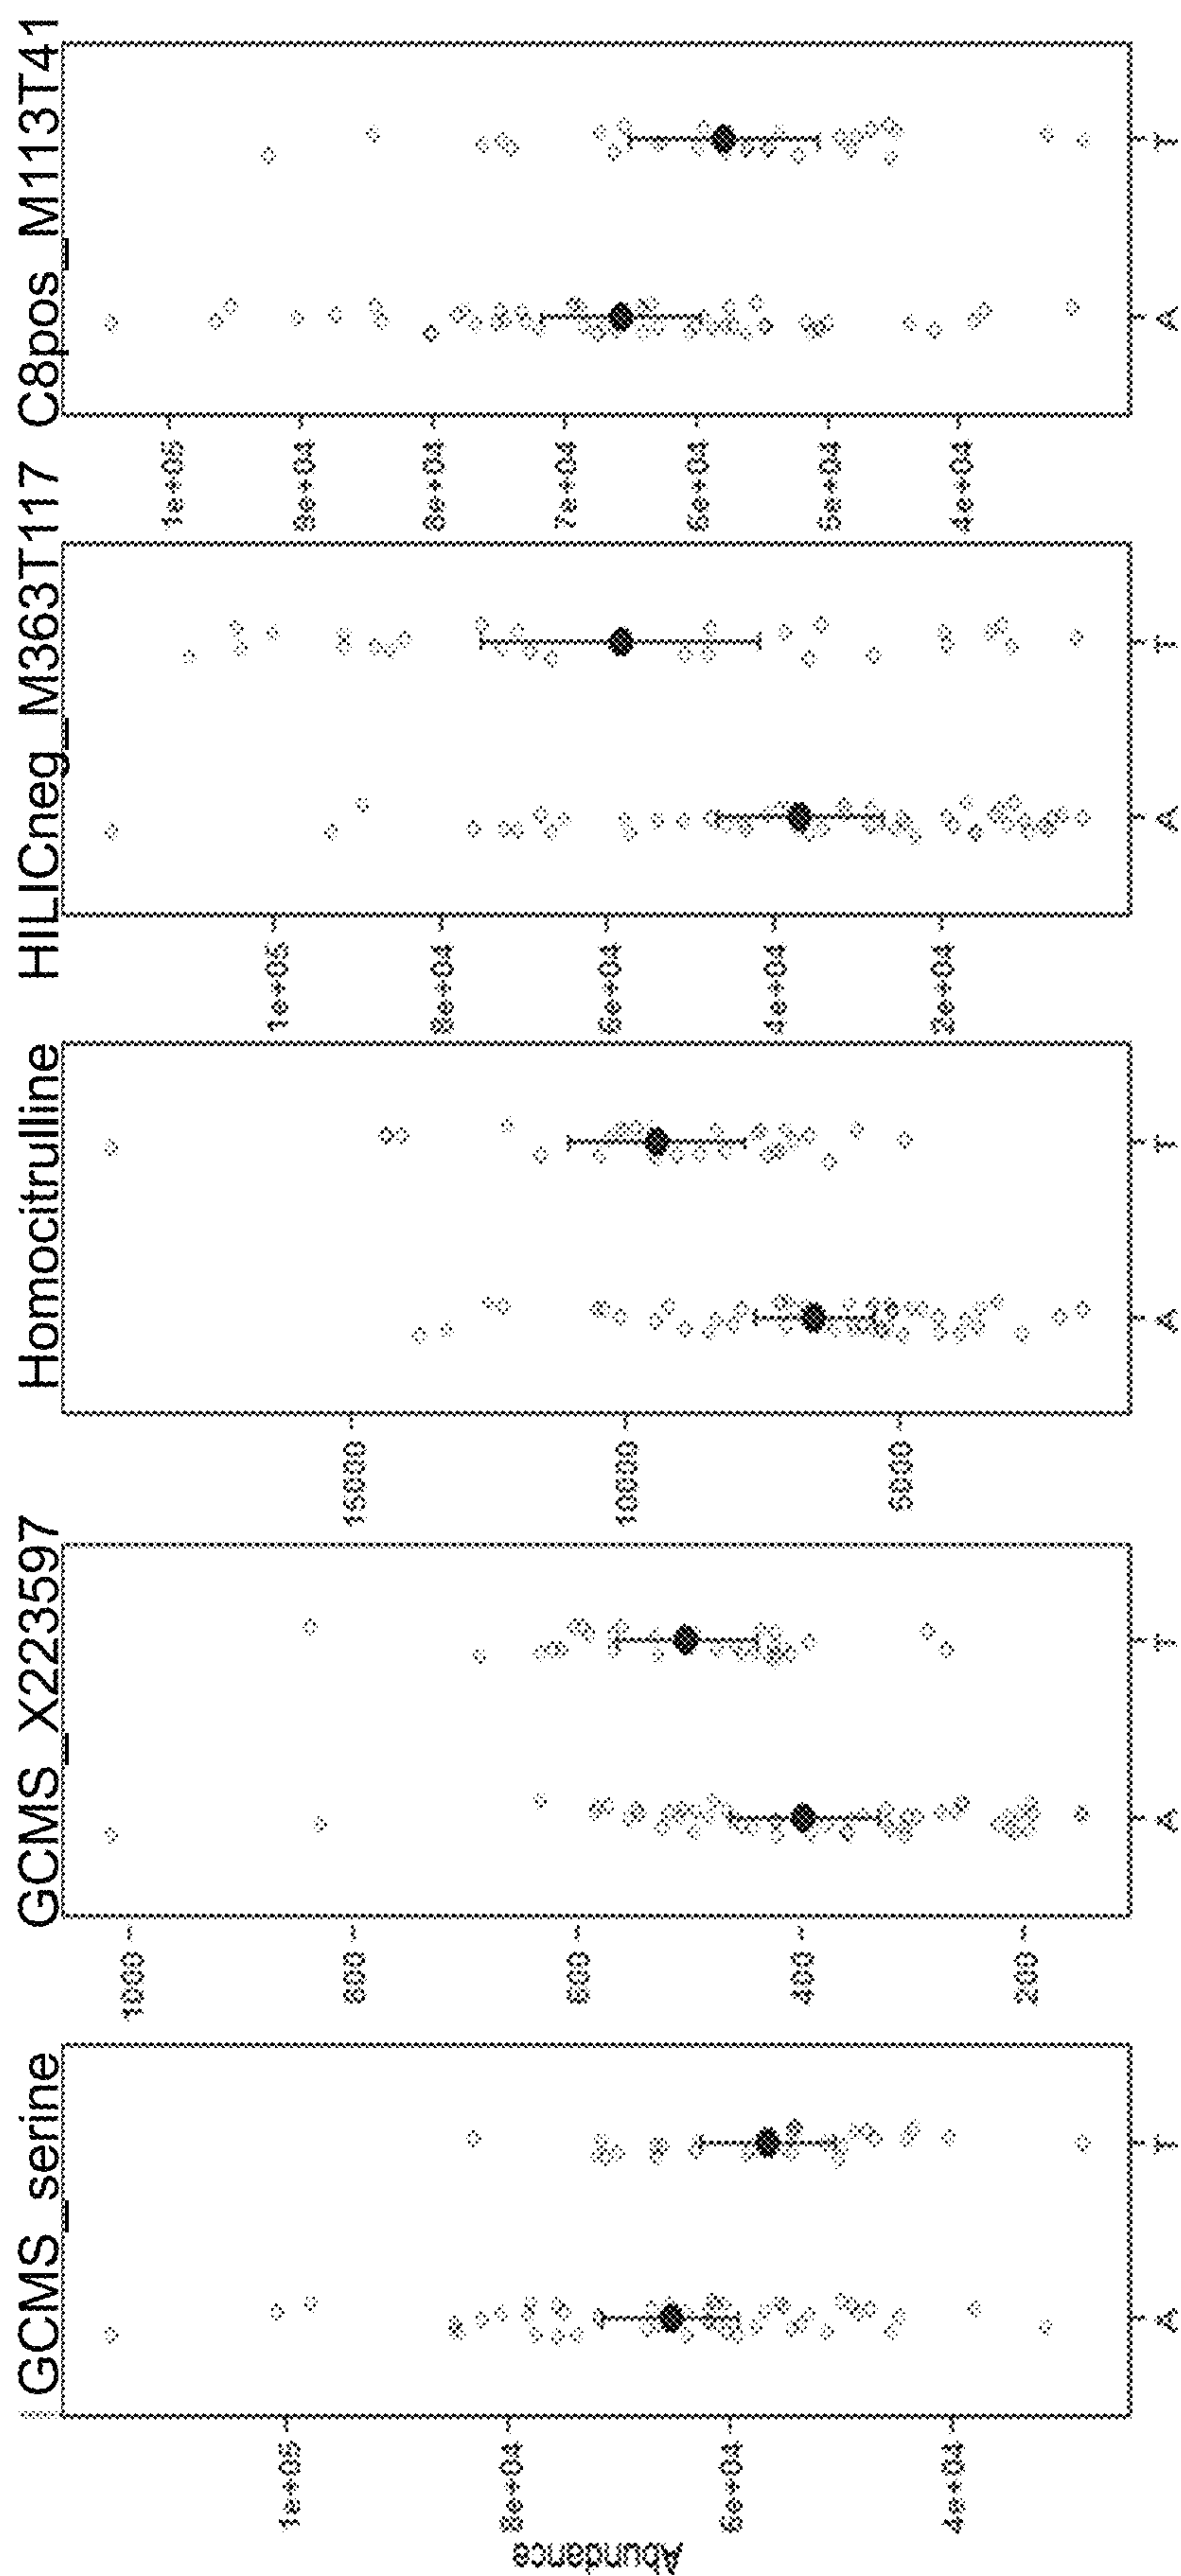 GCMS_serine
GCMS_X223597
Homocitrulline
HILICneg_M363T117
C8pos_M113T41
Abundance
1e+05
8e+04
6e+04
4e+04
A
T
1000
800
600
400
200
A
T
15000
10000
5000
A
T
1e+05
8e+04
6e+04
4e+04
2e+04
A
T
1e+05
9e+04
8e+04
7e+04
6e+04
5e+04
4e+04
A
T